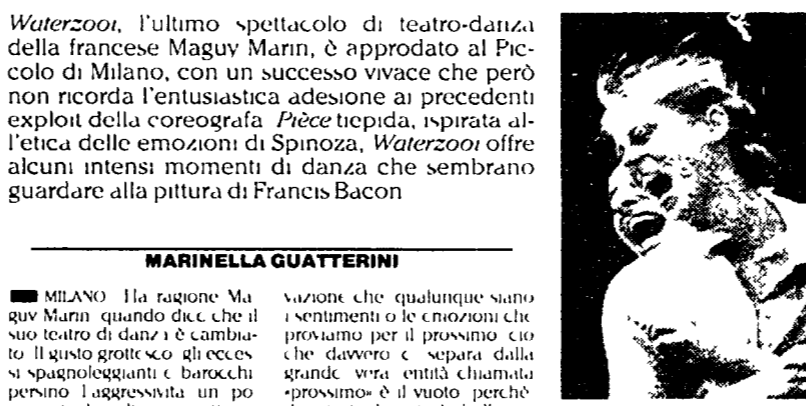 Waterzooi, l'ultimo spettacolo di teatro-danza
della francese Maguy Marin, è approdato al Pic-
colo di Milano, con un successo vivace che però
non ricorda l'entusiastica adesione ai precedenti
exploit della coreografa Pièce tiepida, ispirata al-
l'etica delle emozioni di Spinoza, Waterzooi offre
alcuni intensi momenti di danza che sembrano
guardare alla pittura di Francis Bacon
MARINELLA GUATTERINI
MILANO Ha ragione Ma
guy Marin quando dice che il
suo teatro di danza è cambia-
to Il gusto grottesco gli ecces
si spagnoleggianti e barocchi
persino l aggressività un po
vazione che qualunque siano
i sentimenti o le emozioni che
proviamo per il prossimo ciò
che davvero ci separa dalla
grande vera entità chiamata
«prossimo» è il vuoto perchè